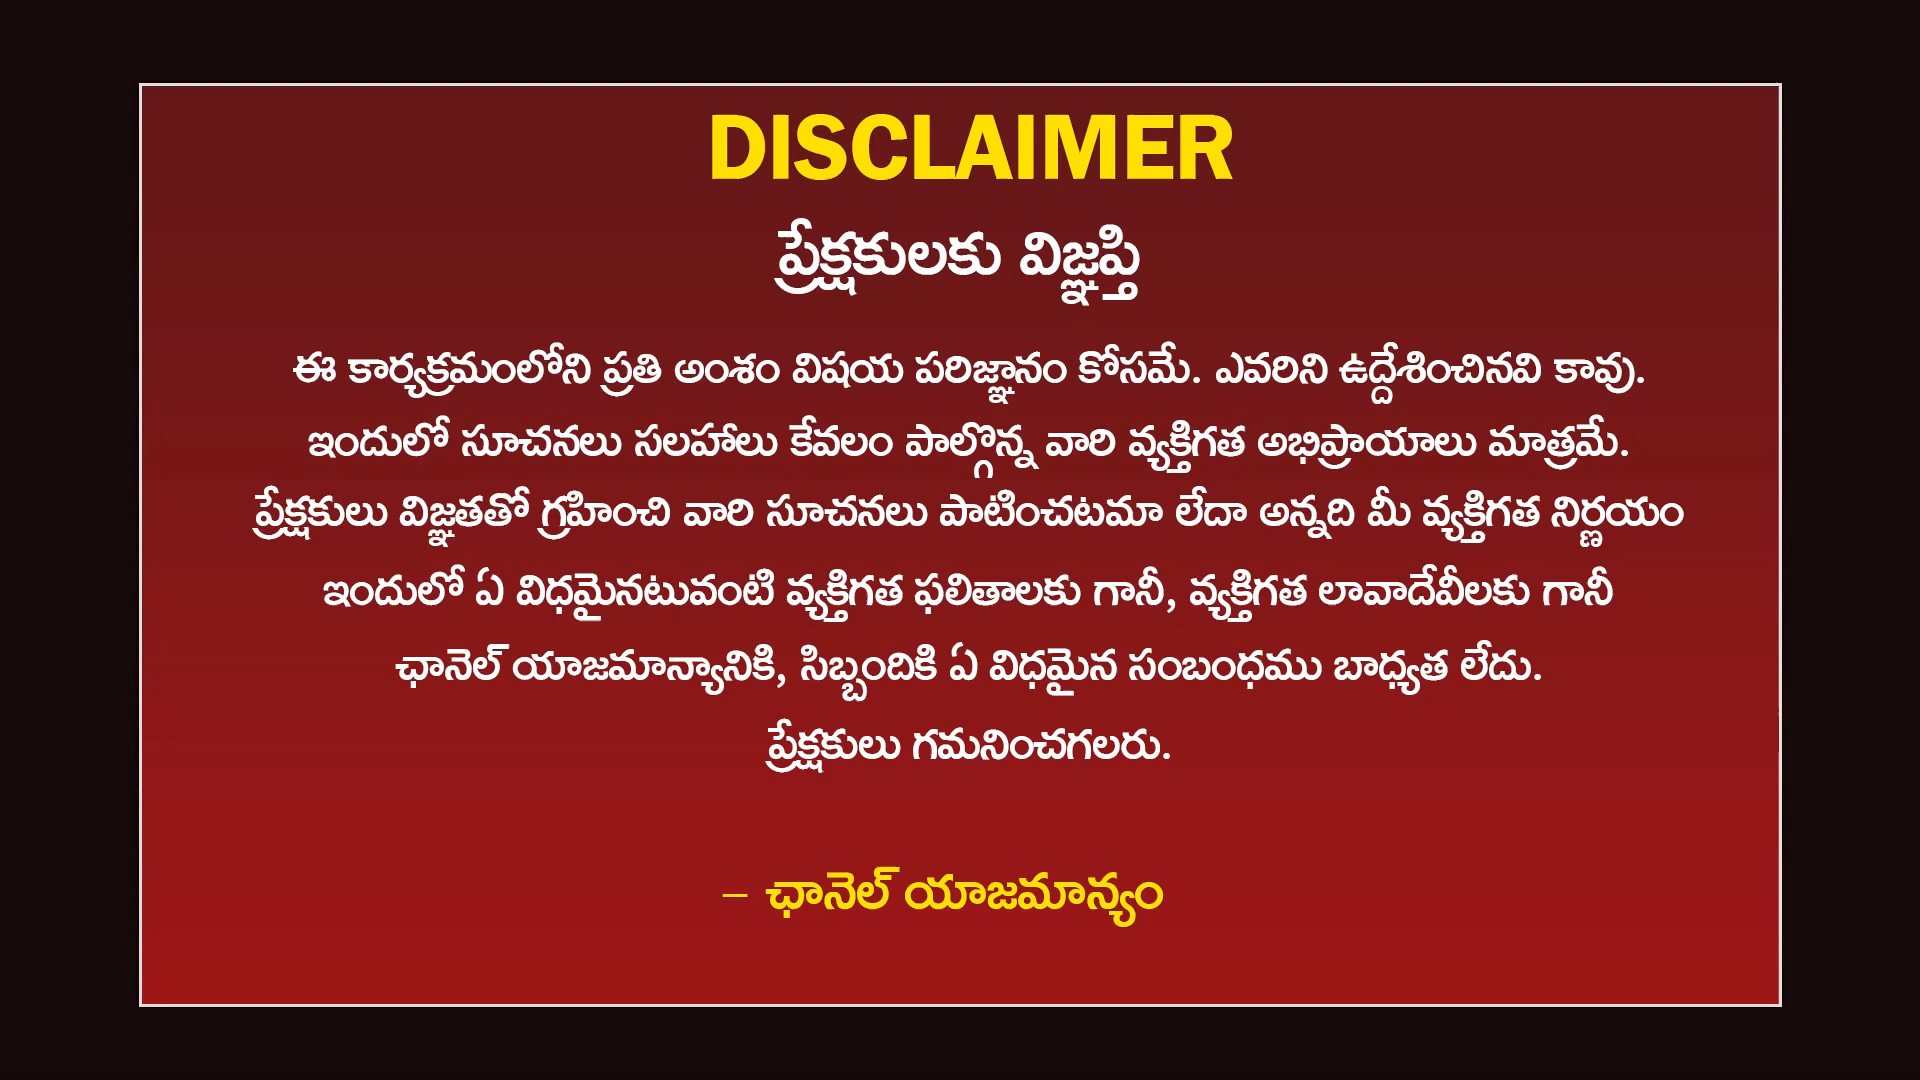 DISCLAIMER
ప్రేక్షకులకు విజ్ఞప్తి
ఈ కార్యక్రమంలోని ప్రతి అంశం విషయ పరిజ్ఞానం కోసమే. ఎవరిని ఉద్దేశించినవి కావు.
ఇందులో సూచనలు సలహాలు కేవలం పాల్గొన్న వారి వ్యక్తిగత అభిప్రాయాలు మాత్రమే.
ప్రేక్షకులు విజ్ఞతతో గ్రహించి వారి సూచనలు పాటించటమా లేదా అన్నది మీ వ్యక్తిగత నిర్ణయం
ఇందులో ఏ విధమైనటువంటి వ్యక్తిగత ఫలితాలకు గానీ, వ్యక్తిగత లావాదేవీలకు గానీ
ఛానెల్ యాజమాన్యానికి, సిబ్బందికి ఏ విధమైన సంబంధము బాధ్యత లేదు.
ప్రేక్షకులు గమనించగలరు.
– ఛానెల్ యాజమాన్యం